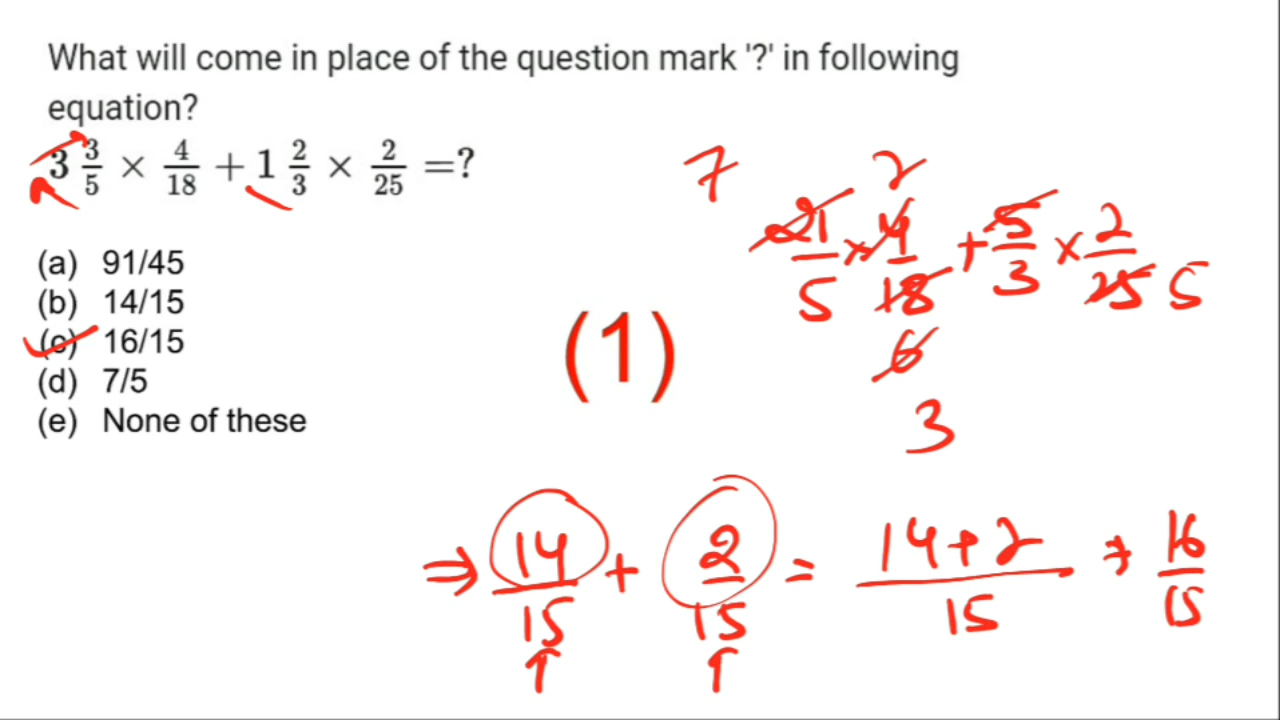 What will come in place of the question mark '?' in following
equation?
3 3/5 × 4/18 + 1 2/3 × 2/25 =?
(a) 91/45
(b) 14/15
(c) 16/15
(d) 7/5
(e) None of these
(1)
7 2
21/5 × 4/18 + 5/3 × 2/25 5
6
3
⇒ 14/15 + 2/15 = 14+2/15 → 16/15